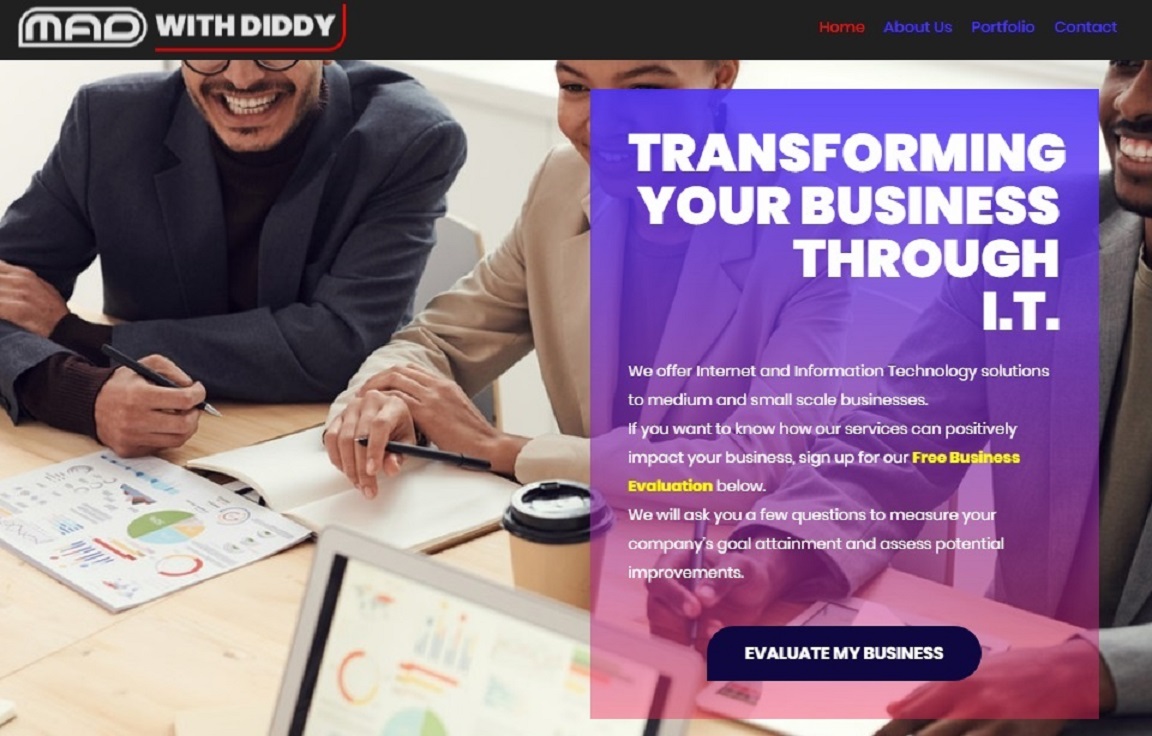 MAD WITH DIDDY
Home About Us Portfolio Contact
TRANSFORMING
YOUR BUSINESS
THROUGH
I.T.
We offer Internet and Information Technology solutions
to medium and small scale businesses.
If you want to know how our services can positively
impact your business, sign up for our Free Business
Evaluation below.
We will ask you a few questions to measure your
company's goal attainment and assess potential
improvements.
EVALUATE MY BUSINESS